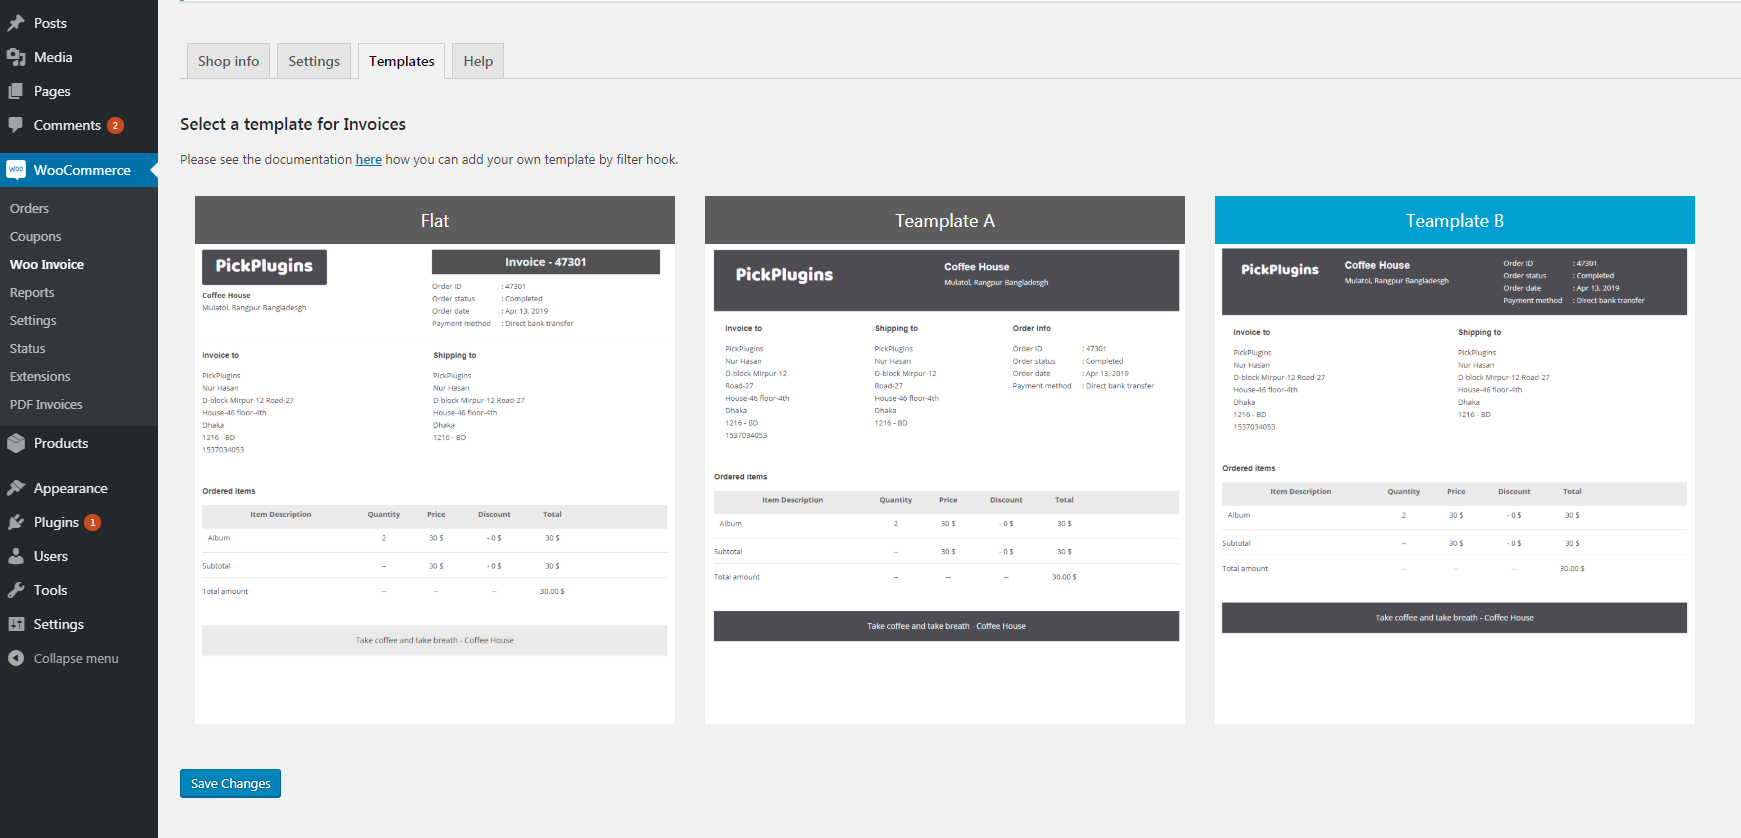 Posts
Media
Pages
Comments 2
Woo WooCommerce
Orders
Coupons
Woo Invoice
Reports
Settings
Status
Extensions
PDF Invoices
Products
Appearance
Plugins 1
Users
Tools
Settings
Collapse menu
Shop info Settings Templates Help
Select a template for Invoices
Please see the documentation here how you can add your own template by filter hook.
Flat
PickPlugins
Coffee House
Mulatol, Rangpur Bangladesgh
Invoice - 47301
Order ID : 47301
Order status : Completed
Order date : Apr 13, 2019
Payment method : Direct bank transfer
Invoice to
PickPlugins
Nur Hasan
D-block Mirpur-12 Road-27
House-46 floor-4th
Dhaka
1216 - BD
1537034053
Shipping to
PickPlugins
Nur Hasan
D-block Mirpur-12 Road-27
House-46 floor-4th
Dhaka
1216 - BD
Ordered items
Item Description Quantity Price Discount Total
Album 2 30 $ - 0 $ 30 $
Subtotal -- 30 $ - 0 $ 30 $
Total amount -- -- -- 30.00 $
Take coffee and take breath - Coffee House
Teamplate A
PickPlugins
Coffee House
Mulatol, Rangpur Bangladesgh
Invoice to
PickPlugins
Nur Hasan
D-block Mirpur-12
Road-27
House-46 floor-4th
Dhaka
1216 - BD
1537034053
Shipping to
PickPlugins
Nur Hasan
D-block Mirpur-12
Road-27
House-46 floor-4th
Dhaka
1216 - BD
Order Info
Order ID : 47301
Order status : Completed
Order date : Apr 13, 2019
Payment method : Direct bank transfer
Ordered items
Item Description Quantity Price Discount Total
Album 2 30 $ - 0 $ 30 $
Subtotal -- 30 $ - 0 $ 30 $
Total amount -- -- -- 30.00 $
Take coffee and take breath - Coffee House
Teamplate B
PickPlugins
Coffee House
Mulatol, Rangpur Bangladesgh
Order ID : 47301
Order status : Completed
Order date : Apr 13, 2019
Payment method : Direct bank transfer
Invoice to
PickPlugins
Nur Hasan
D-block Mirpur-12 Road-27
House-46 floor-4th
Dhaka
1216 - BD
1537034053
Shipping to
PickPlugins
Nur Hasan
D-block Mirpur-12 Road-27
House-46 floor-4th
Dhaka
1216 - BD
Ordered items
Item Description Quantity Price Discount Total
Album 2 30 $ - 0 $ 30 $
Subtotal -- 30 $ - 0 $ 30 $
Total amount -- -- -- 30.00 $
Take coffee and take breath - Coffee House
Save Changes